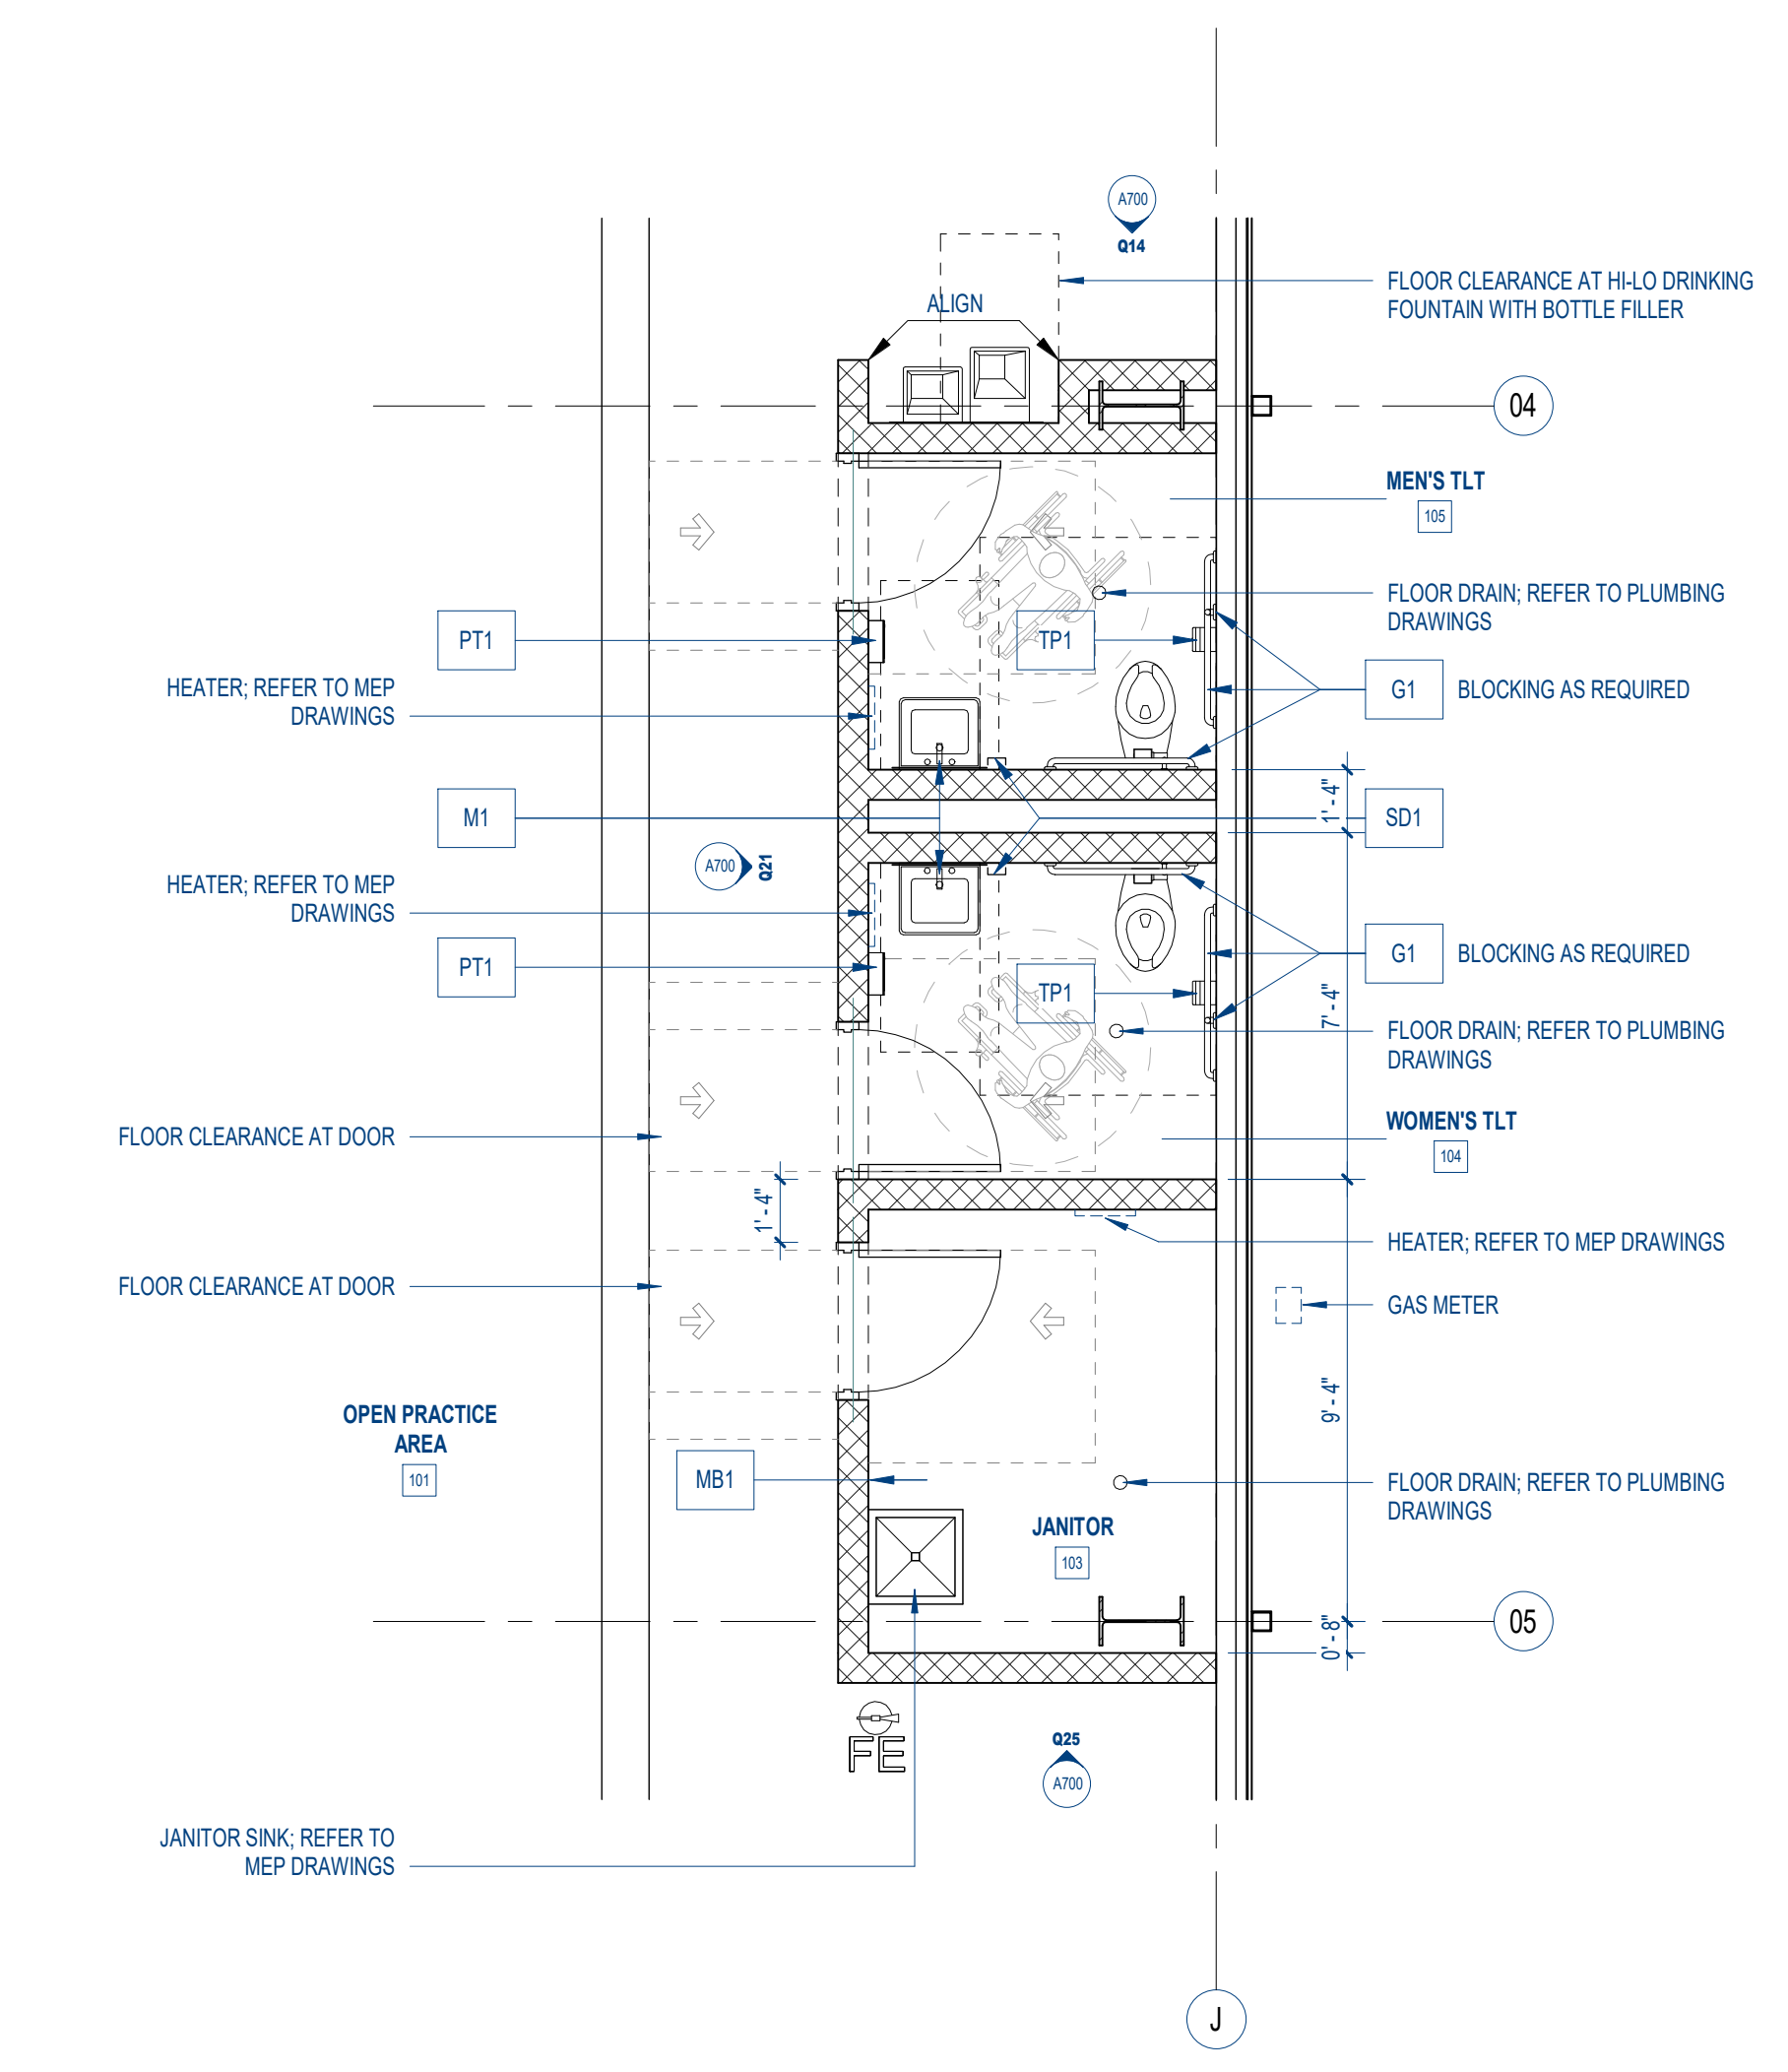 A700
Q14
FLOOR CLEARANCE AT HI-LO DRINKING
FOUNTAIN WITH BOTTLE FILLER
ALIGN
04
MEN'S TLT
105
FLOOR DRAIN; REFER TO PLUMBING
DRAWINGS
PT1
TP1
HEATER; REFER TO MEP
DRAWINGS
G1
BLOCKING AS REQUIRED
1' - 4"
M1
SD1
A700
Q21
HEATER; REFER TO MEP
DRAWINGS
G1
BLOCKING AS REQUIRED
PT1
TP1
7' - 4"
FLOOR DRAIN; REFER TO PLUMBING
DRAWINGS
FLOOR CLEARANCE AT DOOR
WOMEN'S TLT
104
1' - 4"
HEATER; REFER TO MEP DRAWINGS
FLOOR CLEARANCE AT DOOR
GAS METER
9' - 4"
OPEN PRACTICE
AREA
101
MB1
FLOOR DRAIN; REFER TO PLUMBING
DRAWINGS
JANITOR
103
05
0' - 8"
FE
Q25
A700
JANITOR SINK; REFER TO
MEP DRAWINGS
J